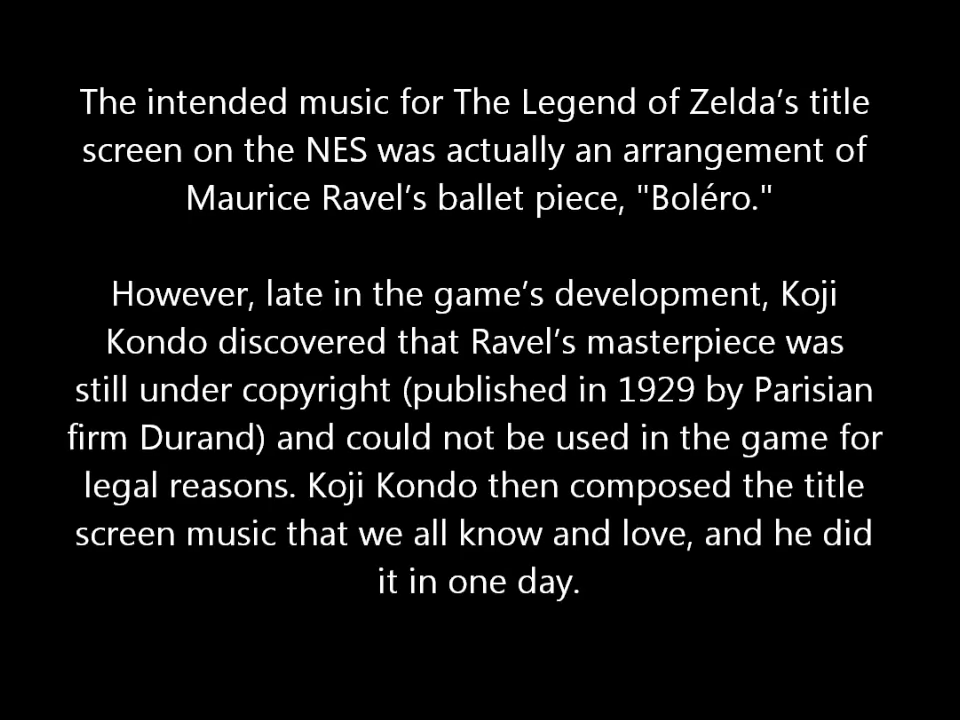 The intended music for The Legend of Zelda’s title
screen on the NES was actually an arrangement of
Maurice Ravel’s ballet piece, "Boléro."
However, late in the game’s development, Koji
Kondo discovered that Ravel’s masterpiece was
still under copyright (published in 1929 by Parisian
firm Durand) and could not be used in the game for
legal reasons. Koji Kondo then composed the title
screen music that we all know and love, and he did
it in one day.